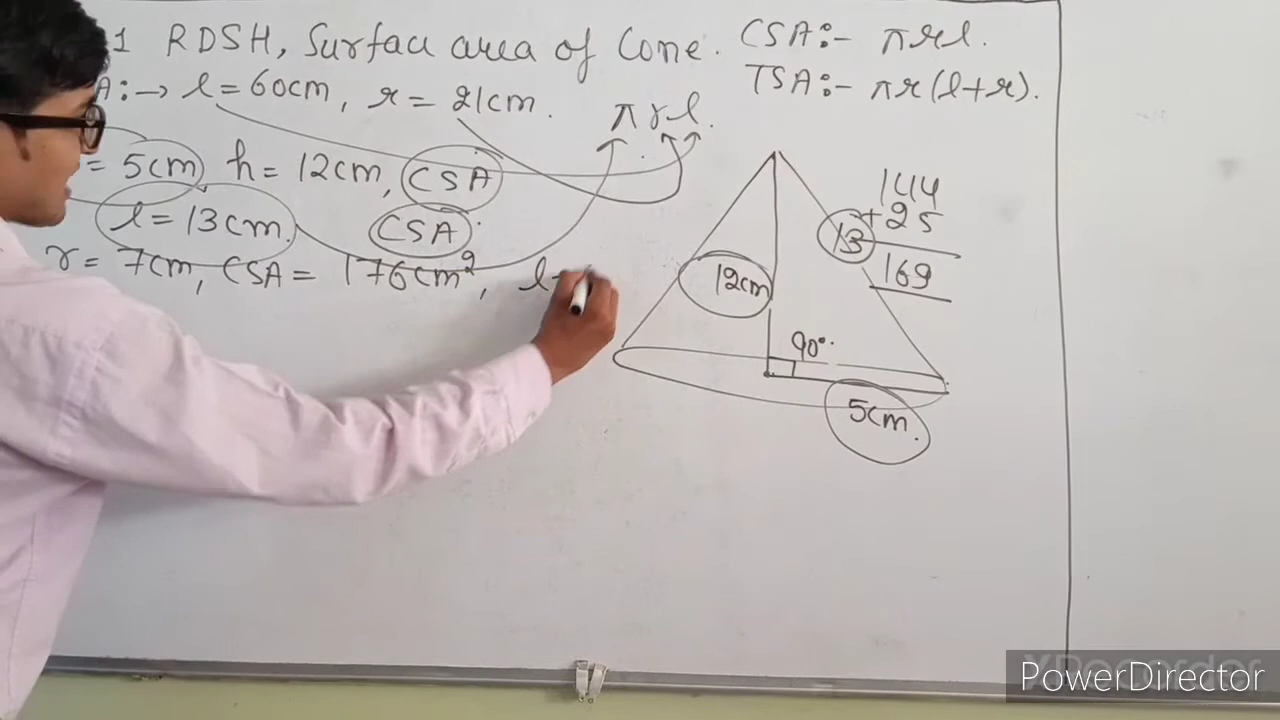 1 RDSH, Surface area of Cone.
CSA:- πrl.
TSA:- πr(l+r).
A:→ l=60cm, r=21cm.
πrl.
=5cm, h=12cm, CSA
l=13cm. CSA
r=7cm, CSA=176cm², l=
144
+25
169
13
12cm
90°
5cm.
PowerDirector